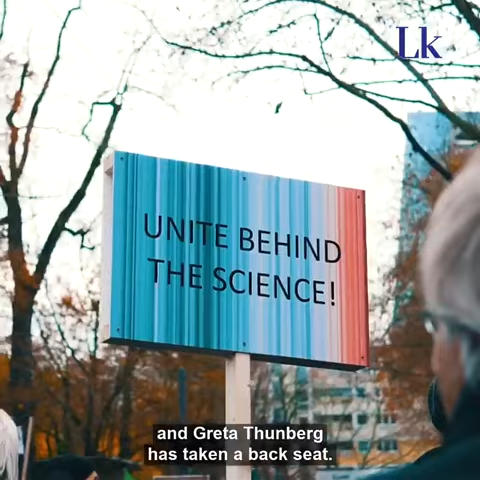 Lk
UNITE BEHIND
THE SCIENCE!
and Greta Thunberg
has taken a back seat.